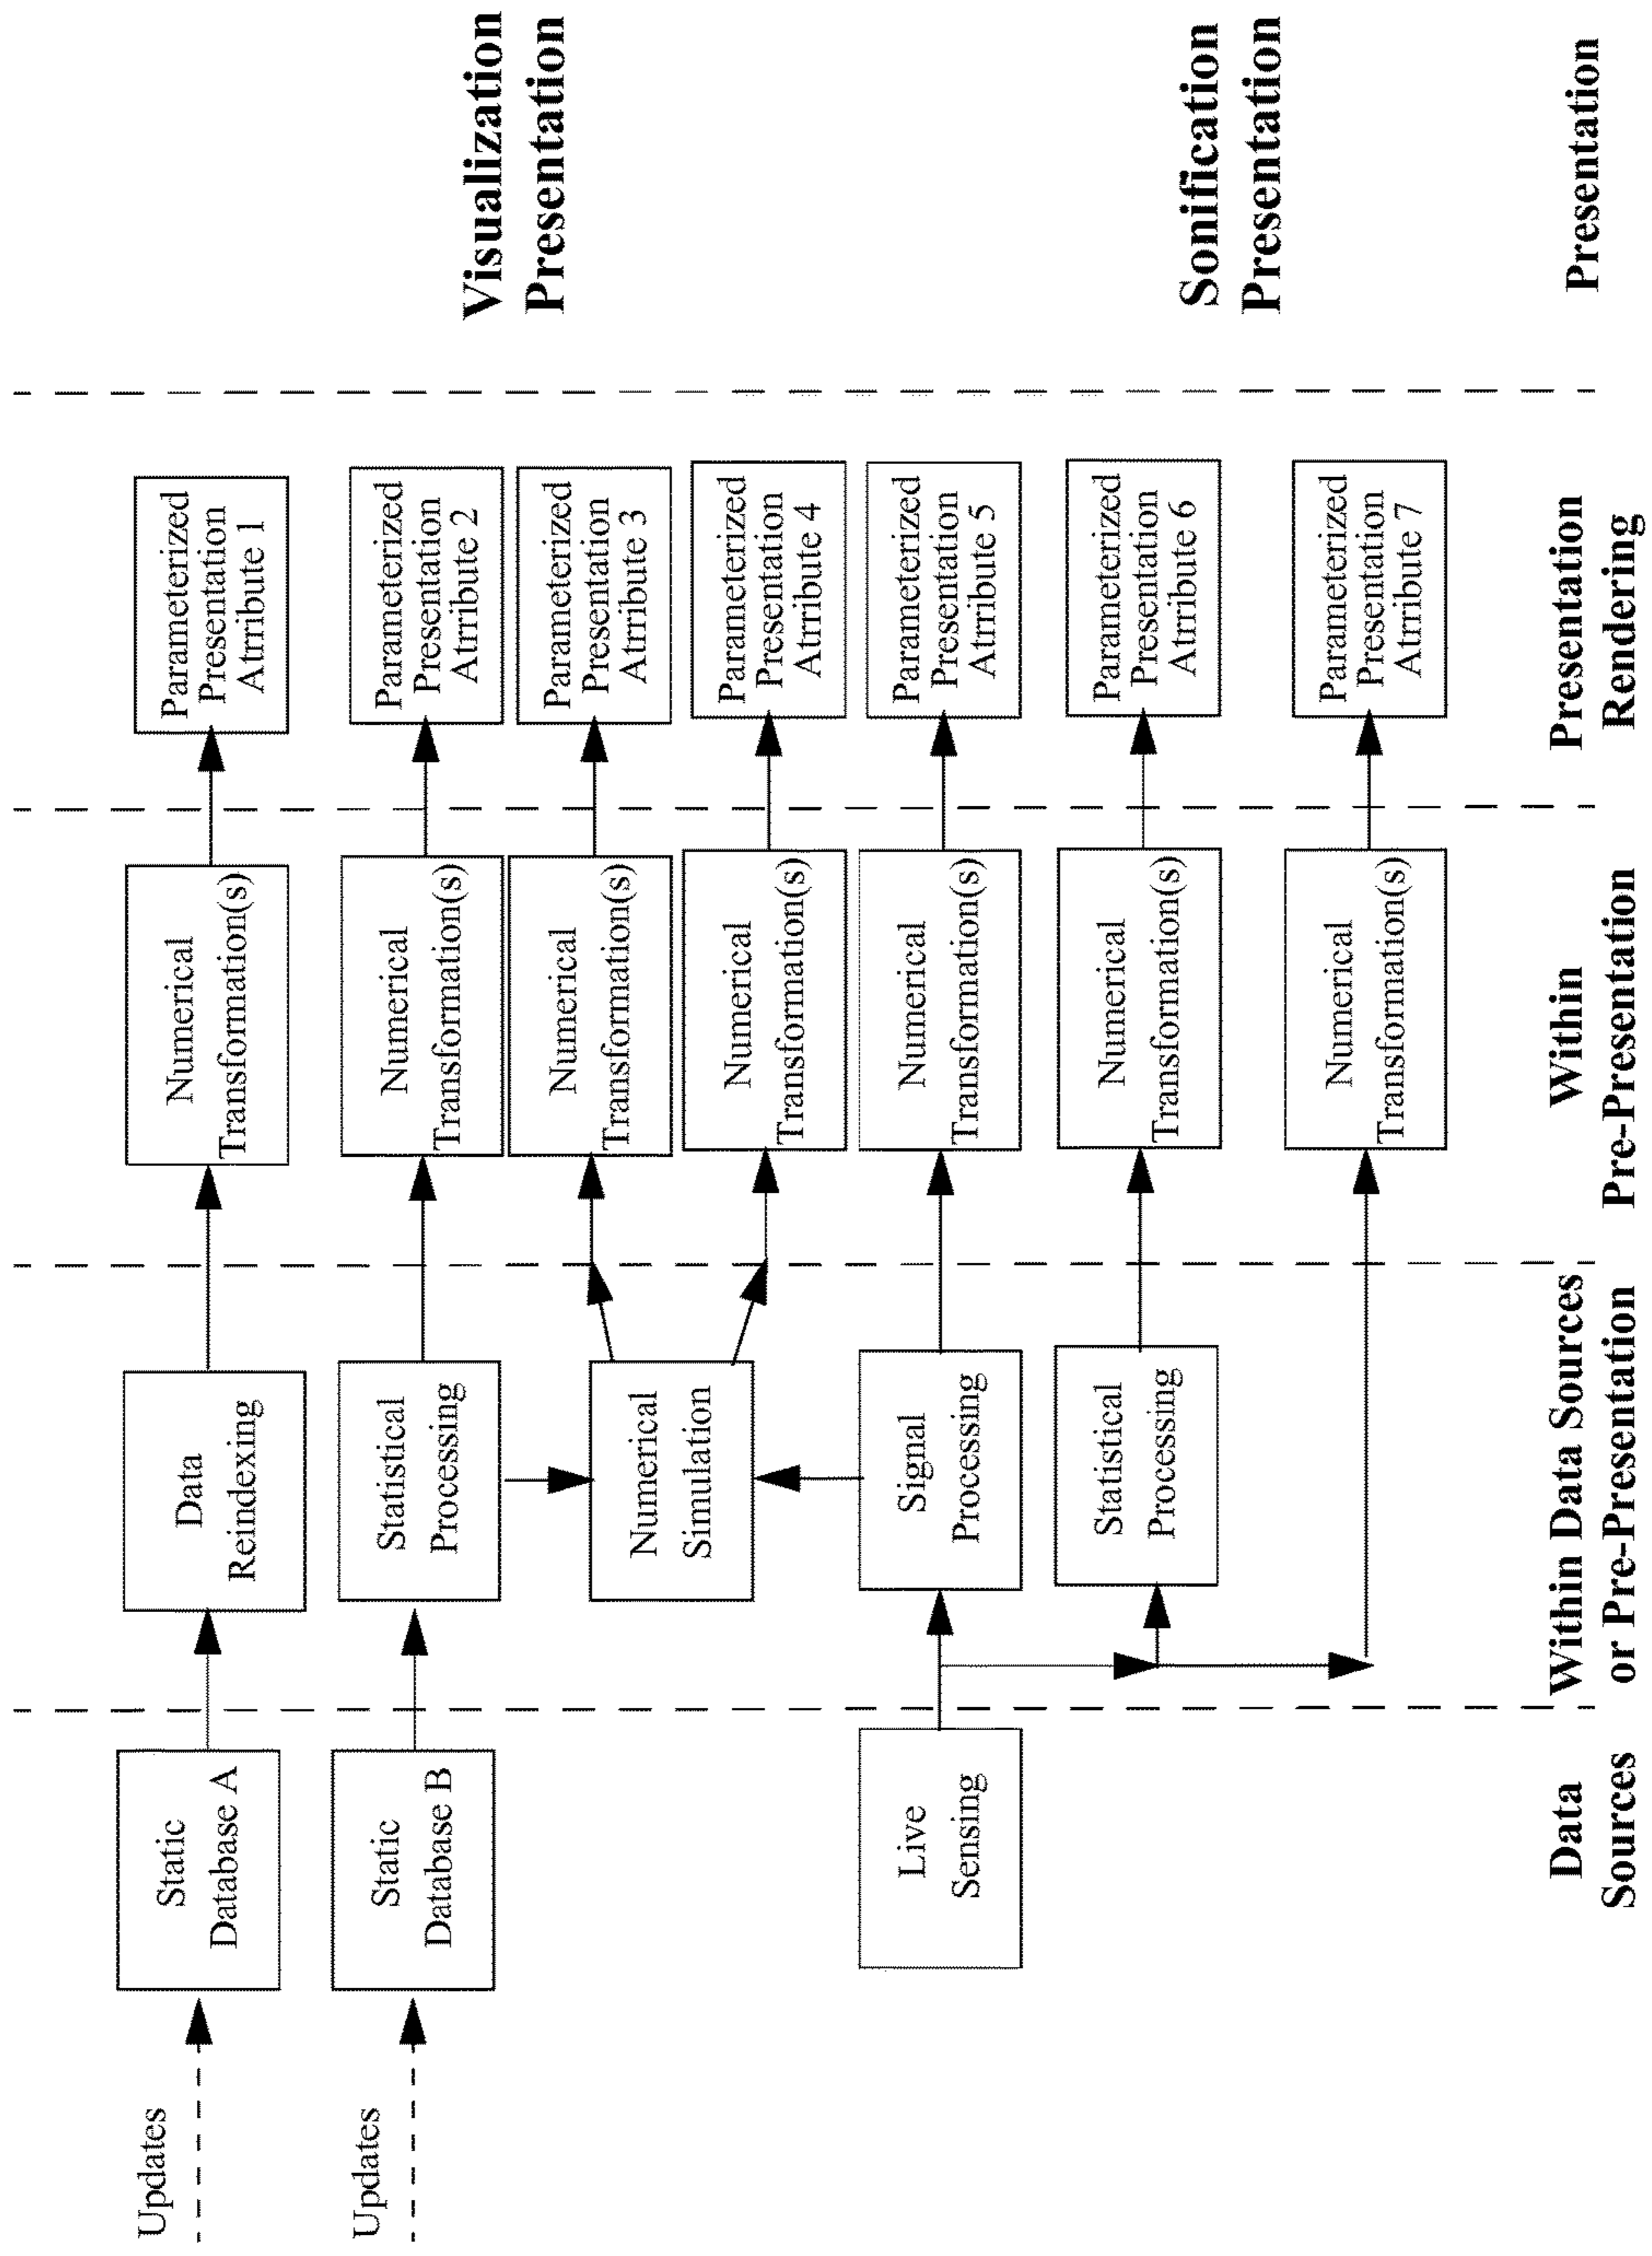 Updates
Static
Database A
Data
Reindexing
Numerical
Transformation(s)
Parameterized
Presentation
Atrribute 1
Updates
Static
Database B
Statistical
Processing
Numerical
Transformation(s)
Parameterized
Presentation
Atrribute 2
Visualization
Presentation
Numerical
Simulation
Numerical
Transformation(s)
Parameterized
Presentation
Atrribute 3
Numerical
Transformation(s)
Parameterized
Presentation
Atrribute 4
Live
Sensing
Signal
Processing
Numerical
Transformation(s)
Parameterized
Presentation
Atrribute 5
Statistical
Processing
Numerical
Transformation(s)
Parameterized
Presentation
Atrribute 6
Sonification
Presentation
Numerical
Transformation(s)
Parameterized
Presentation
Atrribute 7
Data
Sources
Within Data Sources
or Pre-Presentation
Within
Pre-Presentation
Presentation
Rendering
Presentation